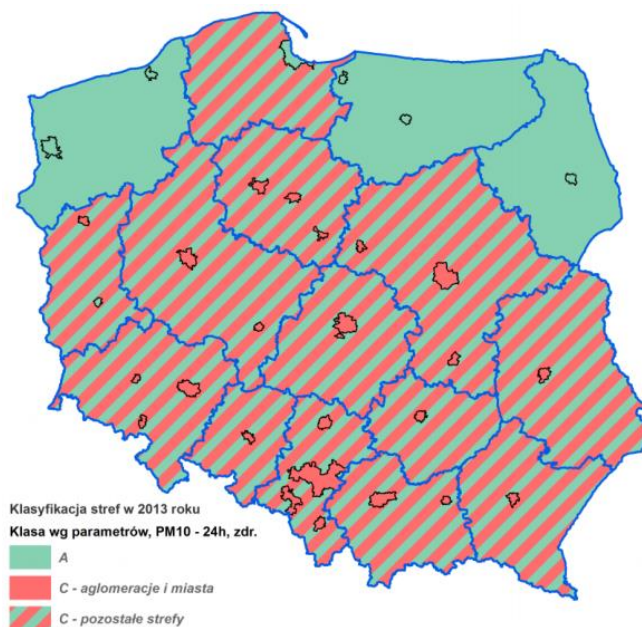 Klasyfikacja stref w 2013 roku
Klasa wg parametrów, PM10 - 24h, zdr.
A
C - aglomeracje i miasta
C - pozostałe strefy